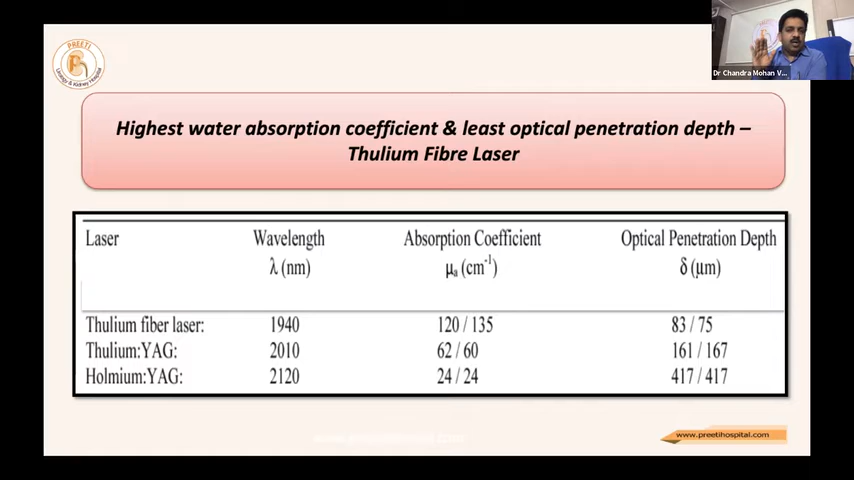 PREETI
Urology & Kidney Hospital
Dr Chandra Mohan V...
Highest water absorption coefficient & least optical penetration depth –
Thulium Fibre Laser
Laser Wavelength Absorption Coefficient Optical Penetration Depth
λ (nm) μa (cm-1) δ (μm)
Thulium fiber laser: 1940 120 / 135 83 / 75
Thulium:YAG: 2010 62 / 60 161 / 167
Holmium:YAG: 2120 24 / 24 417 / 417
www.preetihospital.com